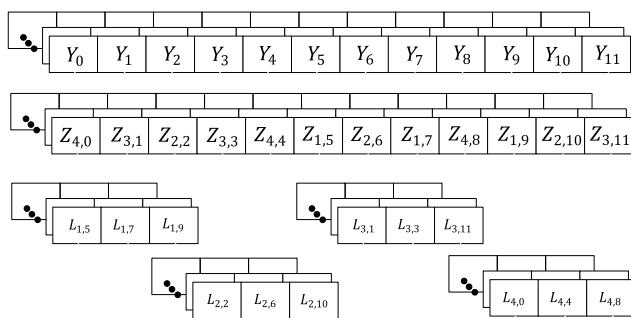 Y₀ Y₁ Y₂ Y₃ Y₄ Y₅ Y₆ Y₇ Y₈ Y₉ Y₁₀ Y₁₁
Z₄,₀ Z₃,₁ Z₂,₂ Z₃,₃ Z₄,₄ Z₁,₅ Z₂,₆ Z₁,₇ Z₄,₈ Z₁,₉ Z₂,₁₀ Z₃,₁₁
L₁,₅ L₁,₇ L₁,₉ L₃,₁ L₃,₃ L₃,₁₁
L₂,₂ L₂,₆ L₂,₁₀ L₄,₀ L₄,₄ L₄,₈